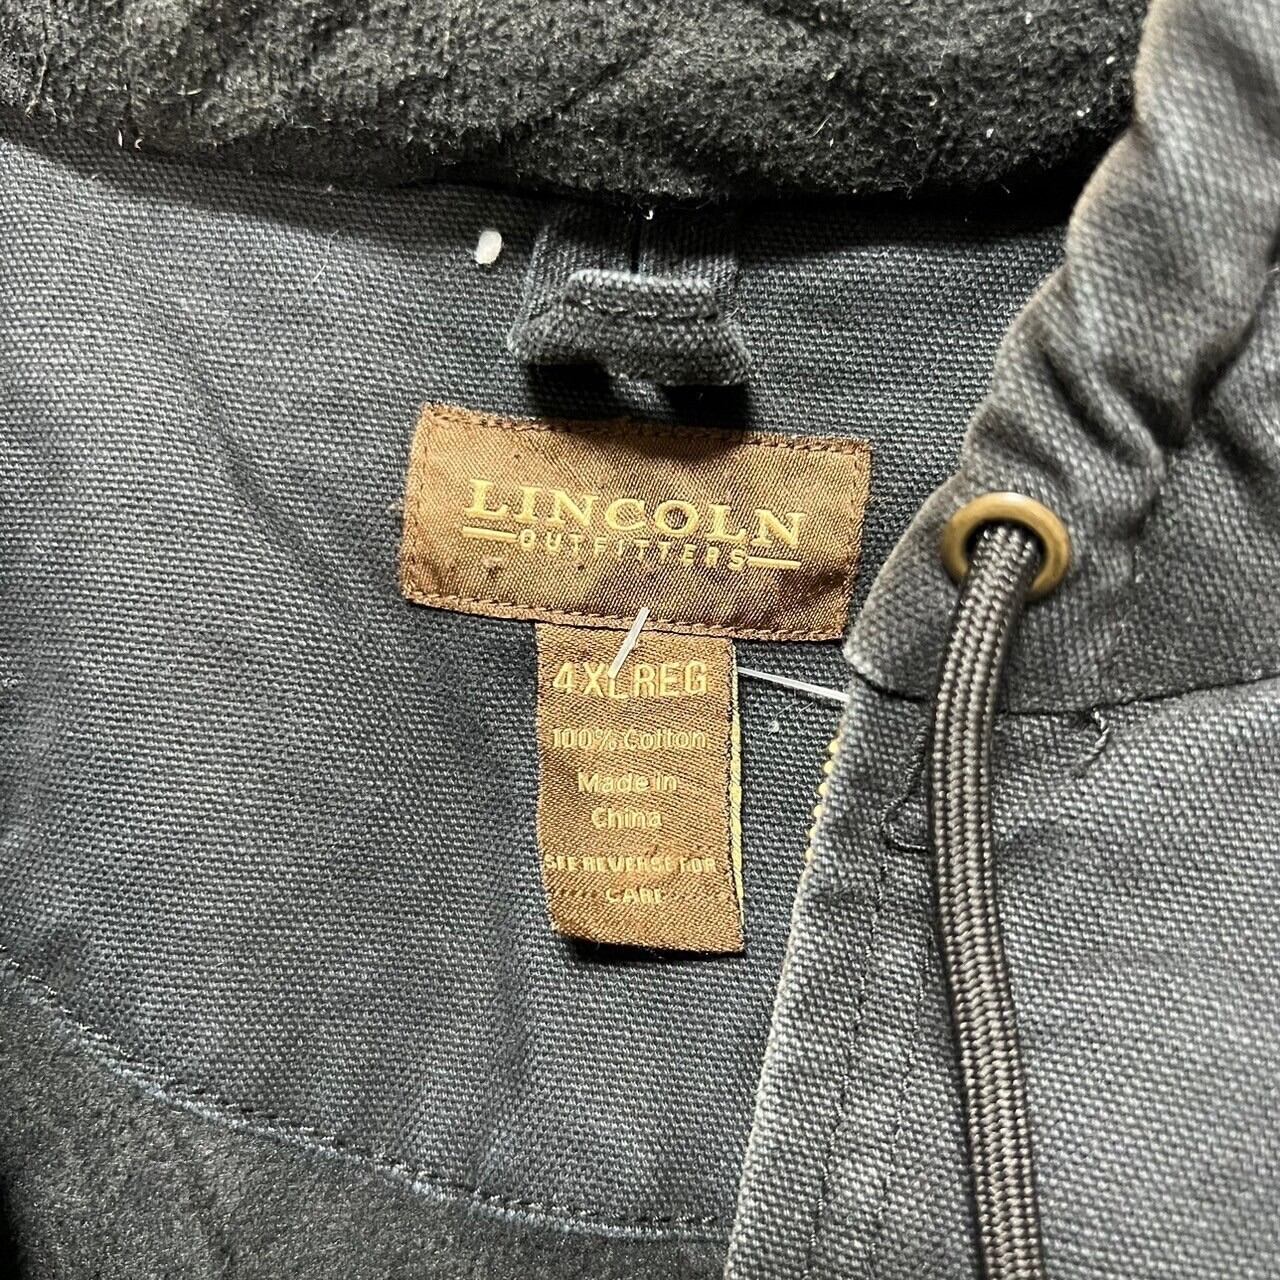 LINCOLN
OUTFITTERS
4XLREG
100% Cotton
Made in
China
SEE REVERSE FOR
CARE